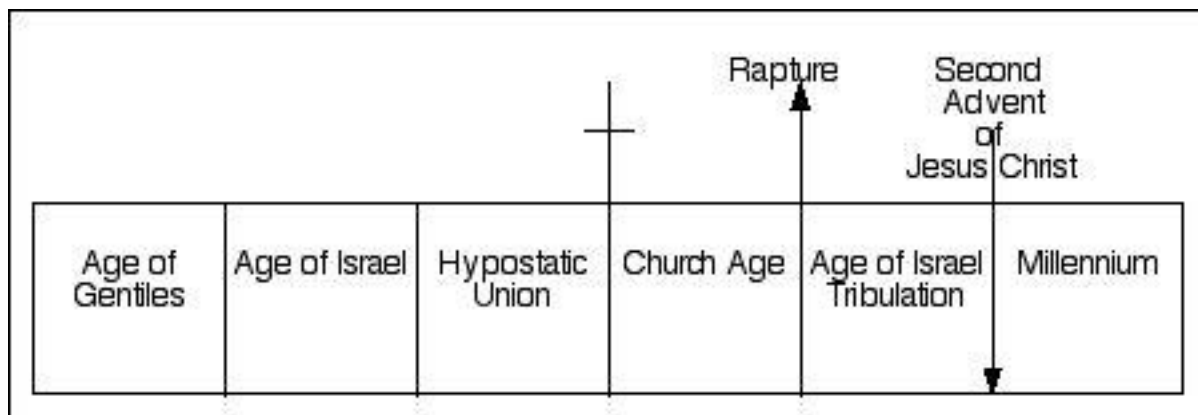 Rapture
Second
Advent
of
Jesus Christ
Age of
Gentiles
Age of Israel
Hypostatic
Union
Church Age
Age of Israel
Tribulation
Millennium